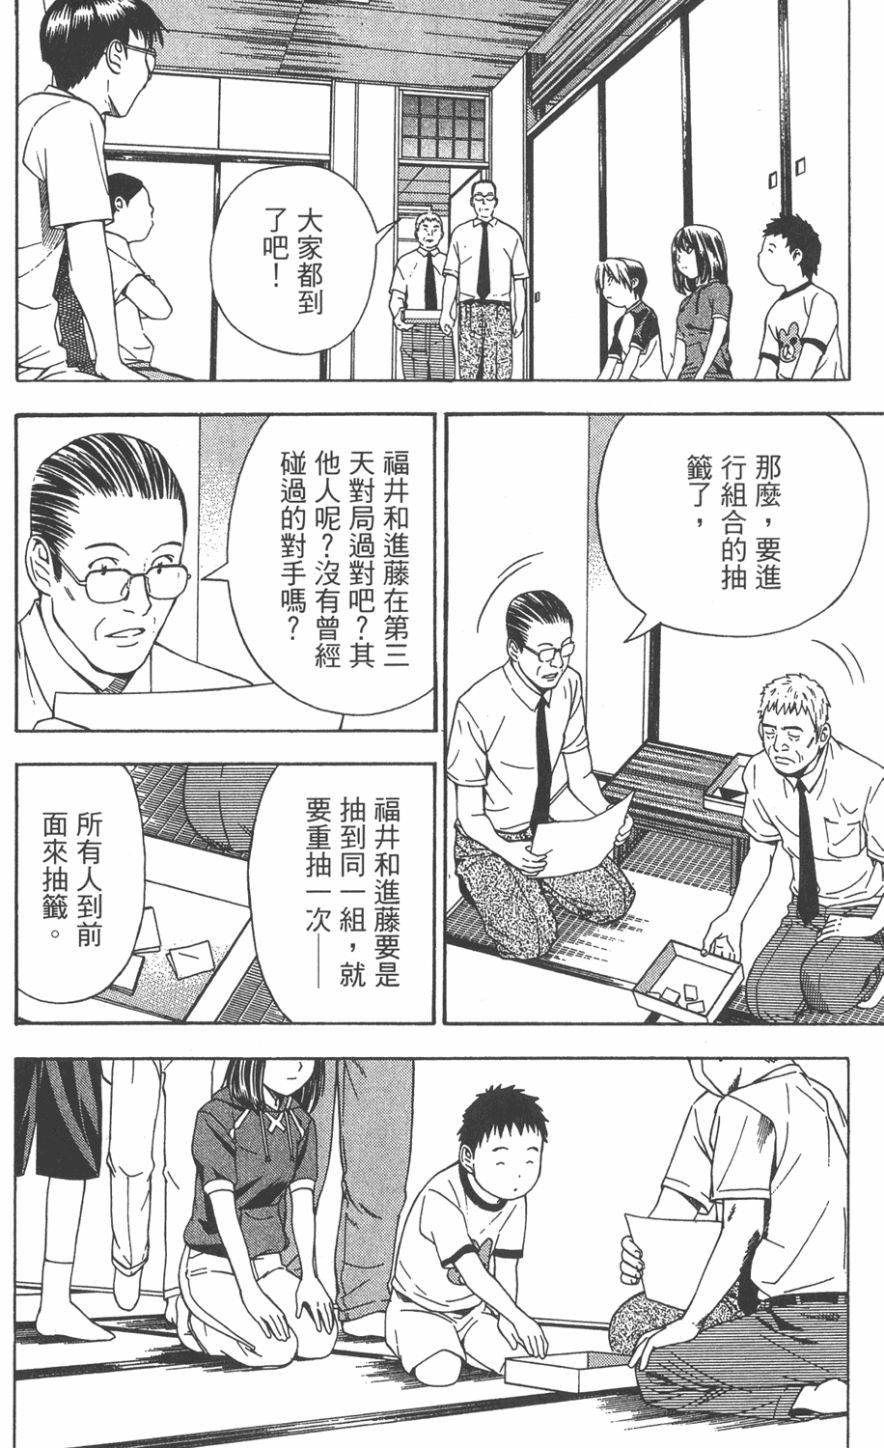 大家都到
了吧！
那麼，要進
行組合的抽
籤了，
福井和進藤在第三
天對局過對吧？其
他人呢？沒有曾經
碰過的對手嗎？
福井和進藤要是
抽到同一組，就
要重抽一次——
所有人到前
面來抽籤。